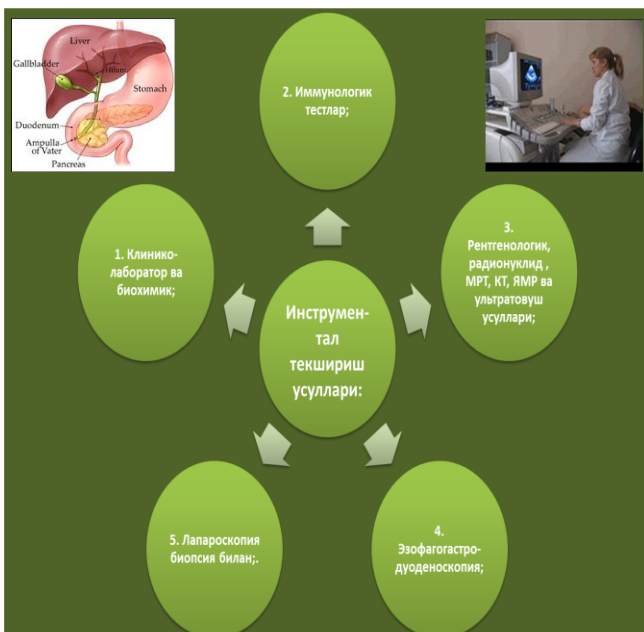 Liver
Gallbladder
Hilum
Stomach
Duodenum
Ampulla
of Vater
Pancreas
2. Иммунологик
тестлар;
1. Клинико-
лаборатор ва
биохимик;
3.
Рентгенологик,
радионуклид ,
МРТ, КТ, ЯМР ва
ультратовуш
усуллари;
Инструмен-
тал
текшириш
усуллари:
5. Лапароскопия
биопсия билан;.
4.
Эзофагогастро-
дуоденоскопия;